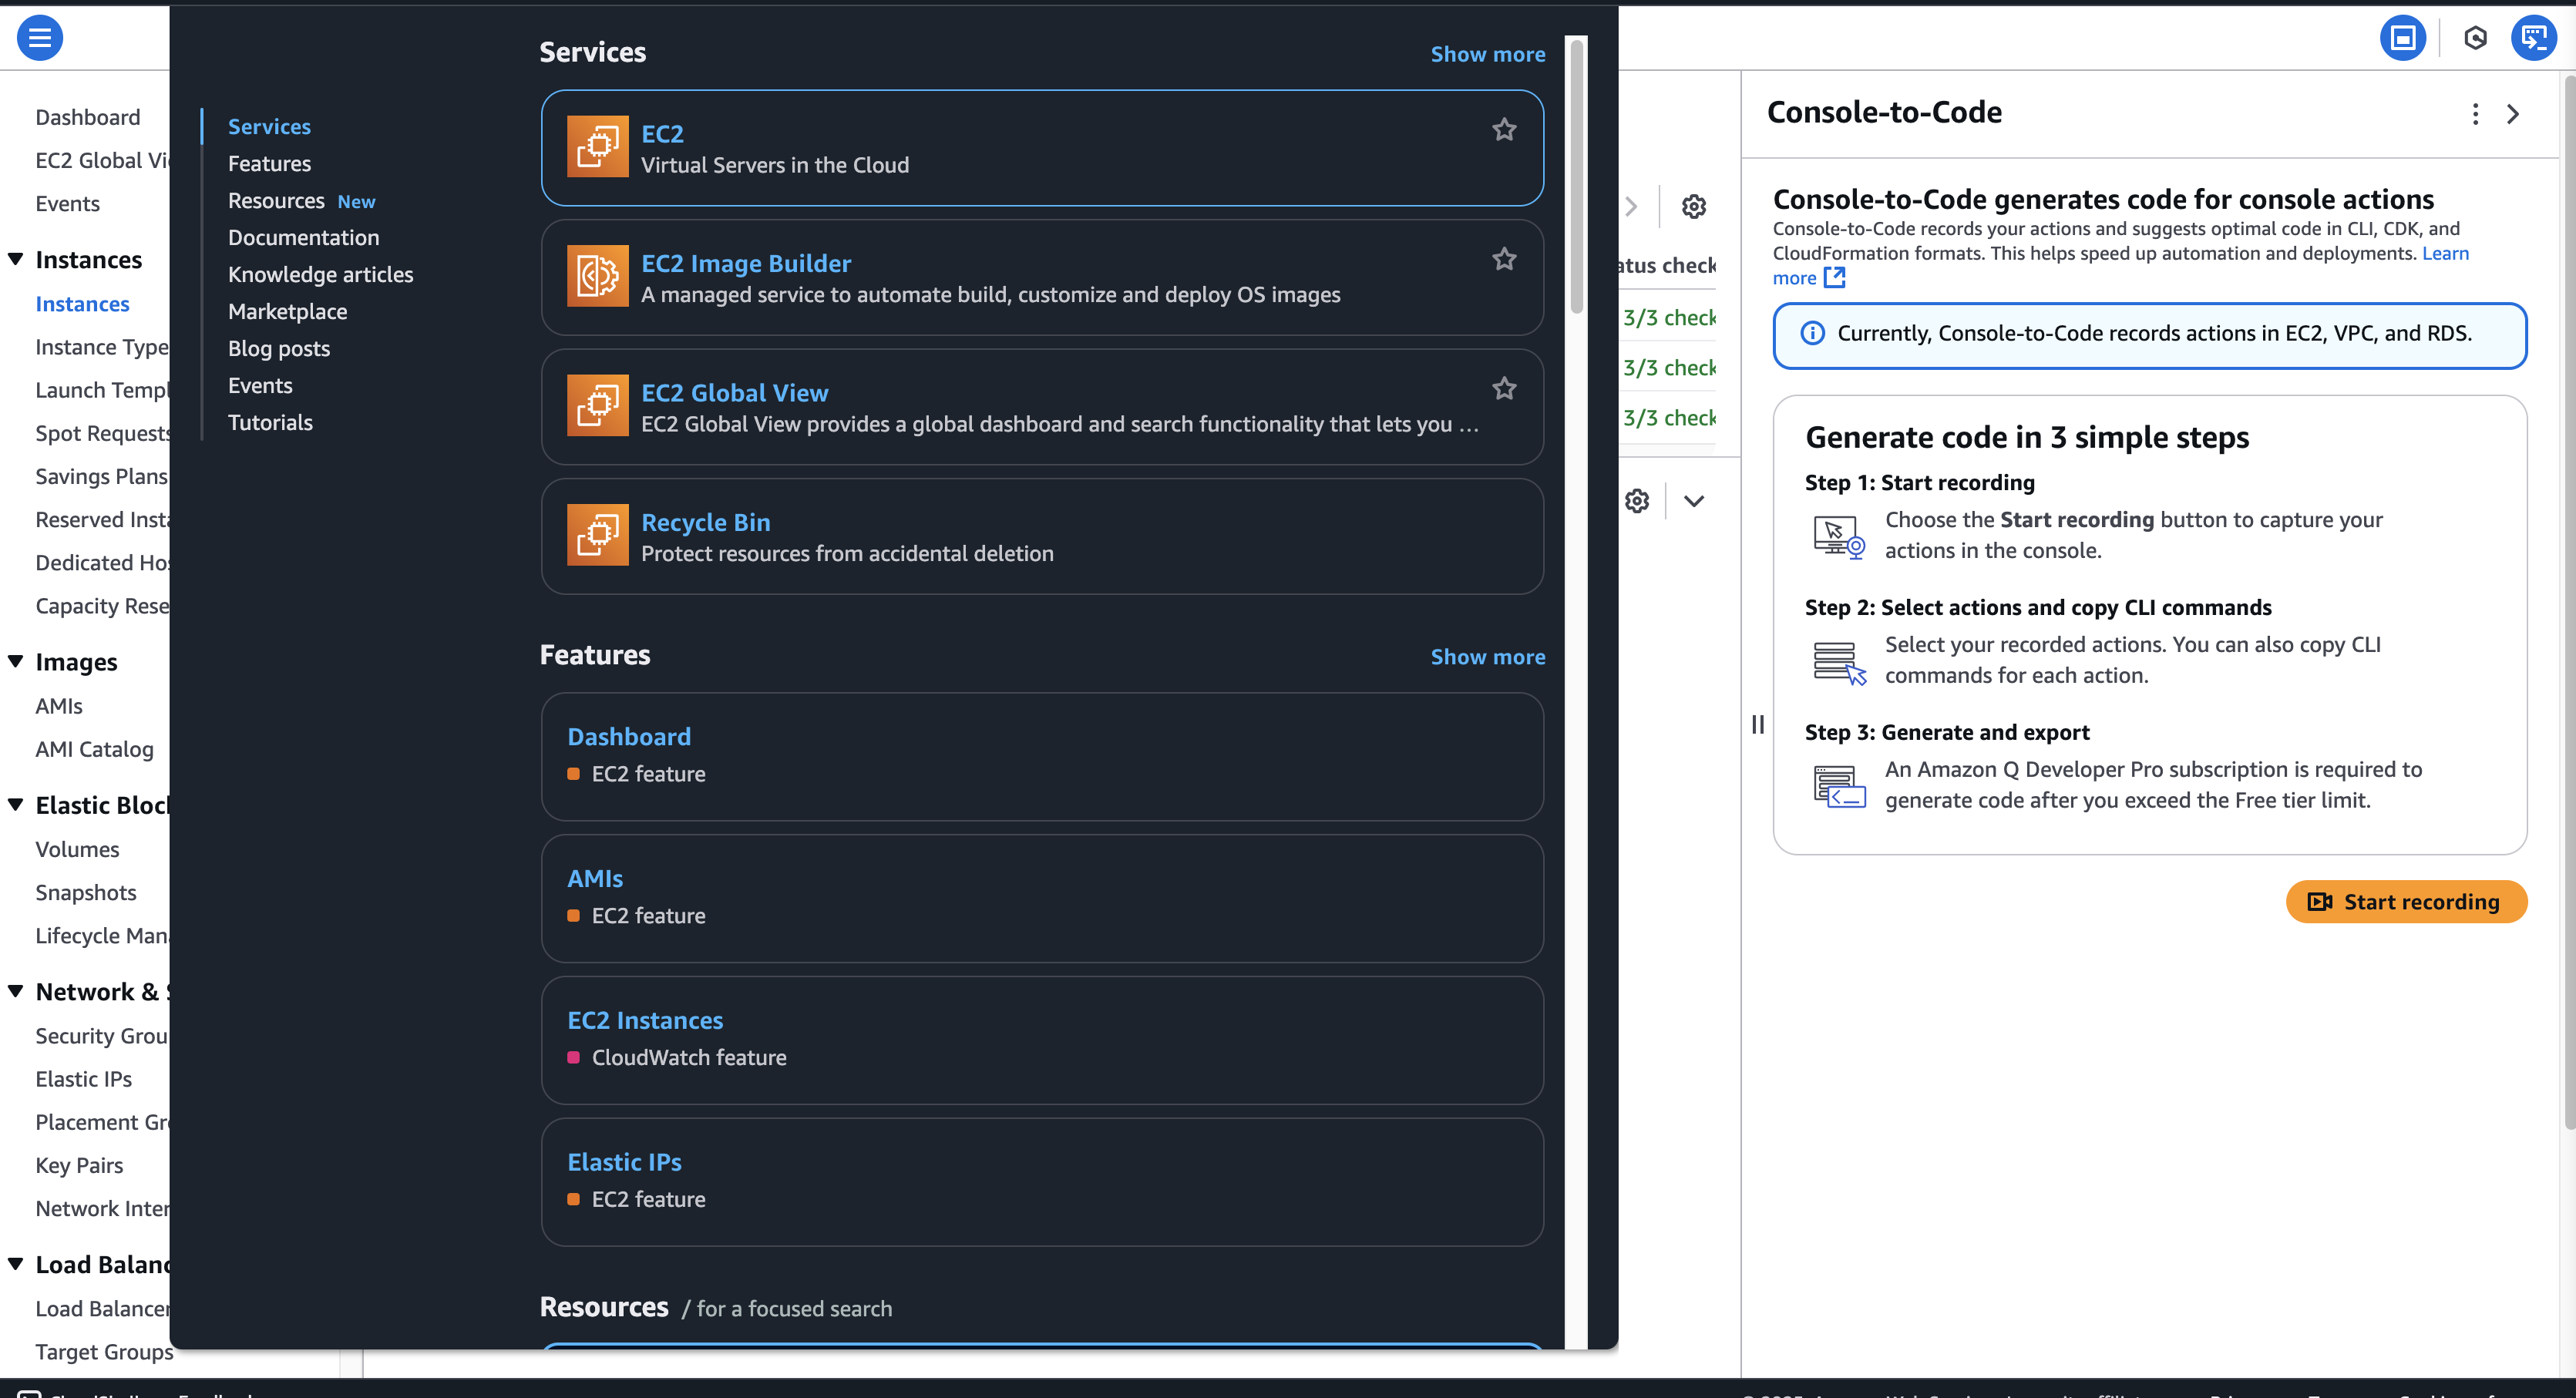 Dashboard
EC2 Global Vi
Events
Instances
Instances
Instance Type
Launch Templ
Spot Requests
Savings Plans
Reserved Insta
Dedicated Hos
Capacity Rese
Images
AMIs
AMI Catalog
Elastic Block
Volumes
Snapshots
Lifecycle Mana
Network & S
Security Grou
Elastic IPs
Placement Gro
Key Pairs
Network Inter
Load Balanc
Load Balancer
Target Groups
Services
Features
Resources New
Documentation
Knowledge articles
Marketplace
Blog posts
Events
Tutorials
Services Show more
EC2
Virtual Servers in the Cloud
EC2 Image Builder
A managed service to automate build, customize and deploy OS images
EC2 Global View
EC2 Global View provides a global dashboard and search functionality that lets you ...
Recycle Bin
Protect resources from accidental deletion
Features Show more
Dashboard
EC2 feature
AMIs
EC2 feature
EC2 Instances
CloudWatch feature
Elastic IPs
EC2 feature
Resources / for a focused search
atus check
3/3 check
3/3 check
3/3 check
Console-to-Code
Console-to-Code generates code for console actions
Console-to-Code records your actions and suggests optimal code in CLI, CDK, and
CloudFormation formats. This helps speed up automation and deployments. Learn
more
Currently, Console-to-Code records actions in EC2, VPC, and RDS.
Generate code in 3 simple steps
Step 1: Start recording
Choose the Start recording button to capture your
actions in the console.
Step 2: Select actions and copy CLI commands
Select your recorded actions. You can also copy CLI
commands for each action.
Step 3: Generate and export
An Amazon Q Developer Pro subscription is required to
generate code after you exceed the Free tier limit.
Start recording